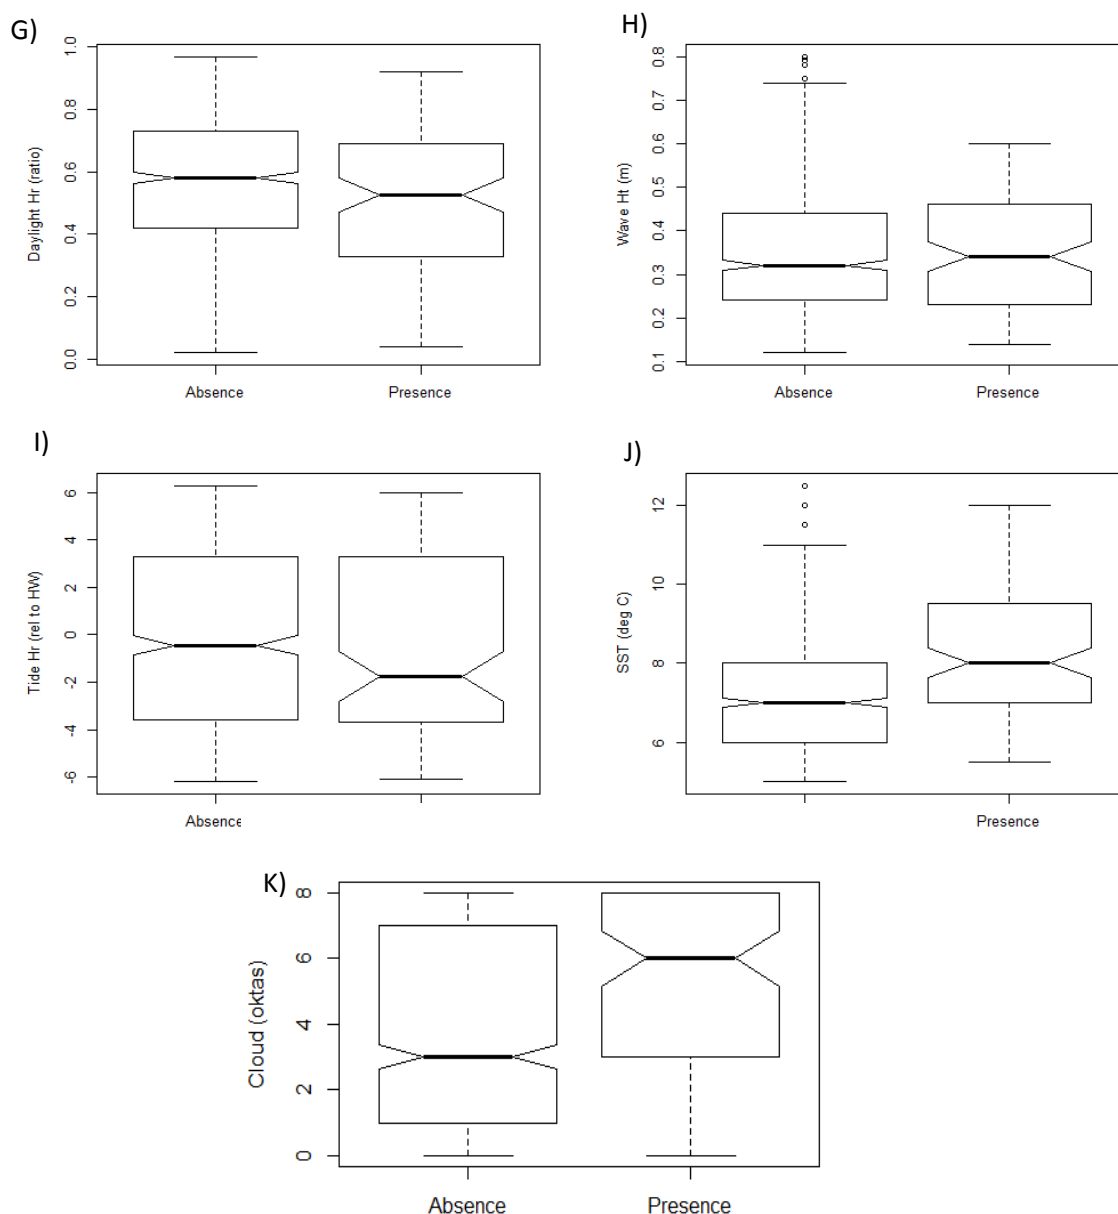 G)
Daylight Hr (ratio)
1.0
0.8
0.6
0.4
0.2
0.0
Absence Presence
H)
Wave Ht (m)
0.8
0.7
0.6
0.5
0.4
0.3
0.2
0.1
Absence Presence
I)
Tide Hr (rel to HW)
6
4
2
0
-2
-4
-6
Absence
J)
SST (deg C)
12
10
8
6
Presence
K)
Cloud (oktas)
8
6
4
2
0
Absence Presence